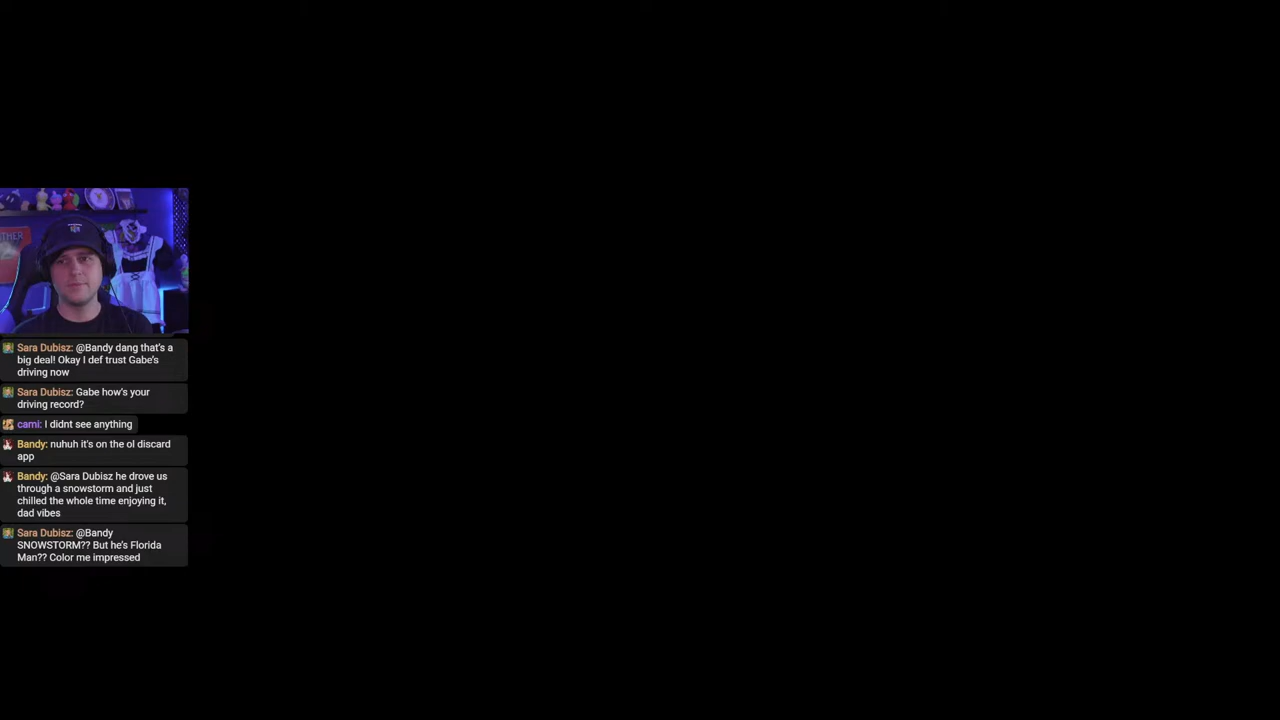 THER
Sara Dubisz: @Bandy dang that's a
big deal! Okay I def trust Gabe's
driving now
Sara Dubisz: Gabe how's your
driving record?
cami: I didnt see anything
Bandy: nuhuh it's on the ol discard
app
Bandy: @Sara Dubisz he drove us
through a snowstorm and just
chilled the whole time enjoying it,
dad vibes
Sara Dubisz: @Bandy
SNOWSTORM?? But he's Florida
Man?? Color me impressed